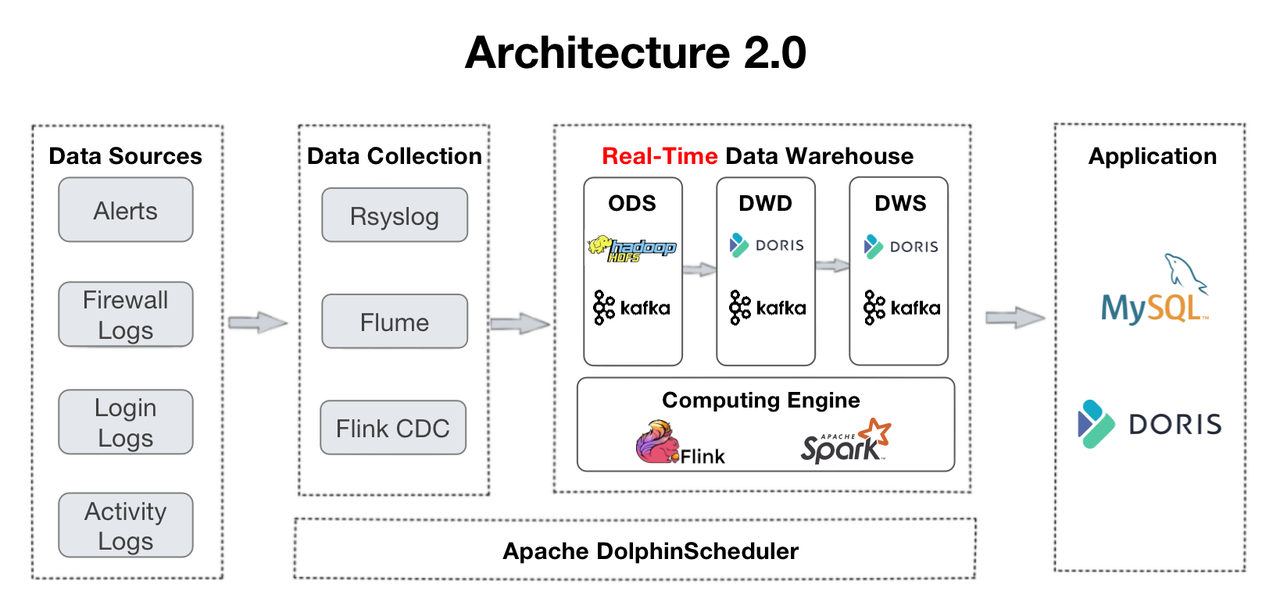 Architecture 2.0
Data Sources
Alerts
Firewall
Logs
Login
Logs
Activity
Logs
Data Collection
Rsyslog
Flume
Flink CDC
Real-Time Data Warehouse
ODS
hadoop
HDFS
kafka
DWD
DORIS
kafka
DWS
DORIS
kafka
Computing Engine
Flink
APACHE
Spark™
Apache DolphinScheduler
Application
MySQL™
DORIS